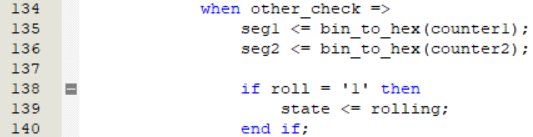 134 when other_check =>
135 seg1 <= bin_to_hex(counter1);
136 seg2 <= bin_to_hex(counter2);
137
138 if roll = '1' then
139 state <= rolling;
140 end if;